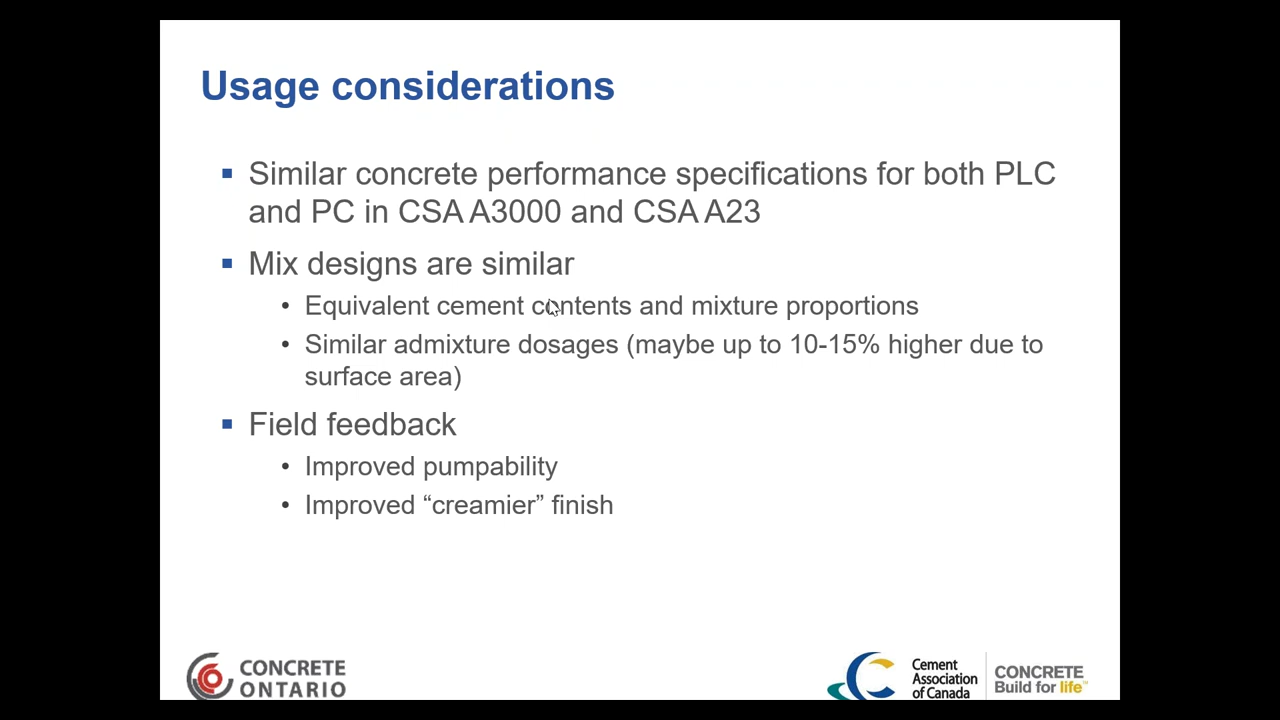 Usage considerations
Similar concrete performance specifications for both PLC
and PC in CSA A3000 and CSA A23
Mix designs are similar
Equivalent cement contents and mixture proportions
Similar admixture dosages (maybe up to 10-15% higher due to
surface area)
Field feedback
Improved pumpability
Improved “creamier” finish
CONCRETE
ONTARIO
Cement
Association
of Canada
CONCRETE
Build for life™